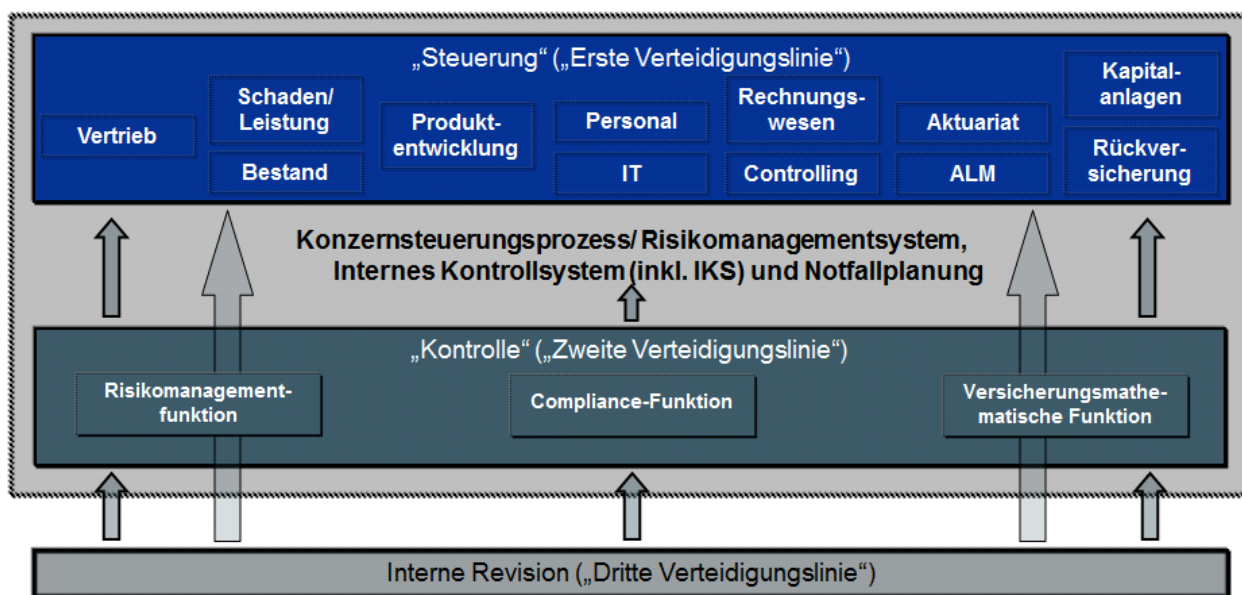 „Steuerung“ („Erste Verteidigungslinie“)
Vertrieb
Schaden/
Leistung
Bestand
Produkt-
entwicklung
Personal
IT
Rechnungs-
wesen
Controlling
Aktuariat
ALM
Kapital-
anlagen
Rückver-
sicherung
Konzernsteuerungsprozess/ Risikomanagementsystem,
Internes Kontrollsystem (inkl. IKS) und Notfallplanung
„Kontrolle“ („Zweite Verteidigungslinie“)
Risikomanagement-
funktion
Compliance-Funktion
Versicherungsmathe-
matische Funktion
Interne Revision („Dritte Verteidigungslinie“)